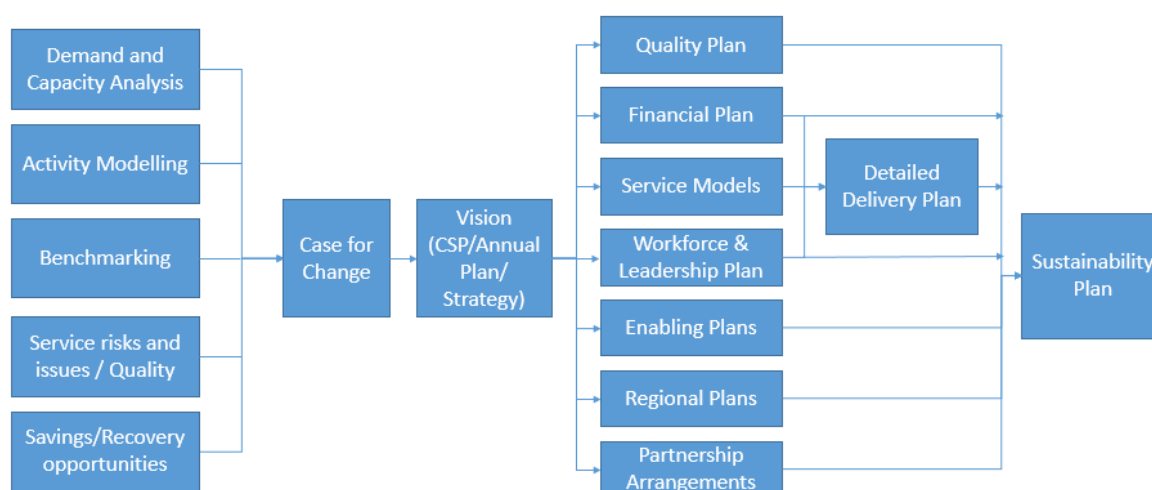 Demand and
Capacity Analysis
Activity Modelling
Benchmarking
Service risks and
issues / Quality
Savings/Recovery
opportunities
Case for
Change
Vision
(CSP/Annual
Plan/
Strategy)
Quality Plan
Financial Plan
Service Models
Workforce &
Leadership Plan
Enabling Plans
Regional Plans
Partnership
Arrangements
Detailed
Delivery Plan
Sustainability
Plan